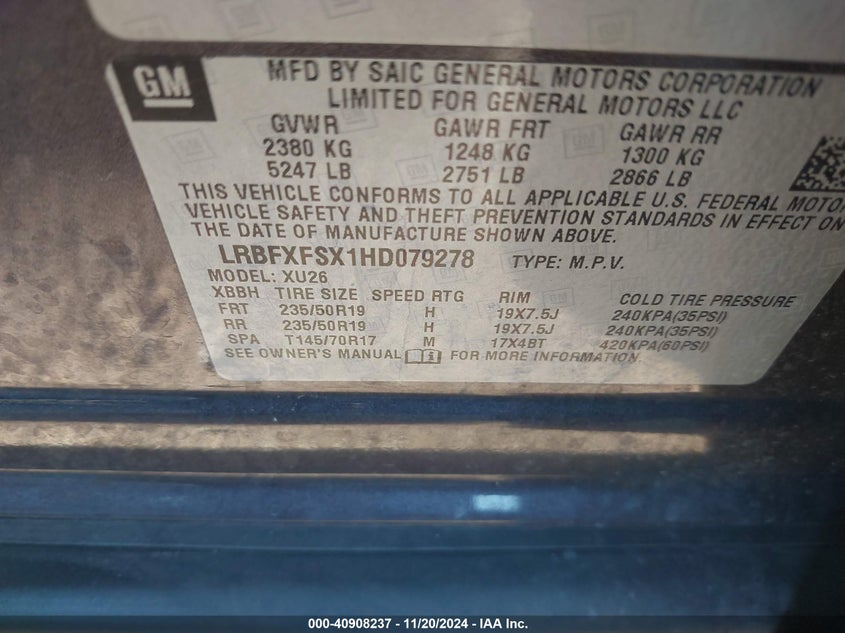 GM
MFD BY SAIC GENERAL MOTORS CORPORATION
LIMITED FOR GENERAL MOTORS LLC
GVWR GAWR FRT GAWR RR
2380 KG 1248 KG 1300 KG
5247 LB 2751 LB 2866 LB
THIS VEHICLE CONFORMS TO ALL APPLICABLE U.S. FEDERAL MOTOR
VEHICLE SAFETY AND THEFT PREVENTION STANDARDS IN EFFECT ON
THE DATE OF MANUFACTURE SHOWN ABOVE.
LRBFXFSX1HD079278 TYPE: M.P.V.
MODEL: XU26
XBBH TIRE SIZE SPEED RTG RIM COLD TIRE PRESSURE
FRT 235/50R19 H 19X7.5J 240KPA(35PSI)
RR 235/50R19 H 19X7.5J 240KPA(35PSI)
SPA T145/70R17 M 17X4BT 420KPA(60PSI)
SEE OWNER'S MANUAL FOR MORE INFORMATION.
000-40908237 - 11/20/2024 - IAA Inc.